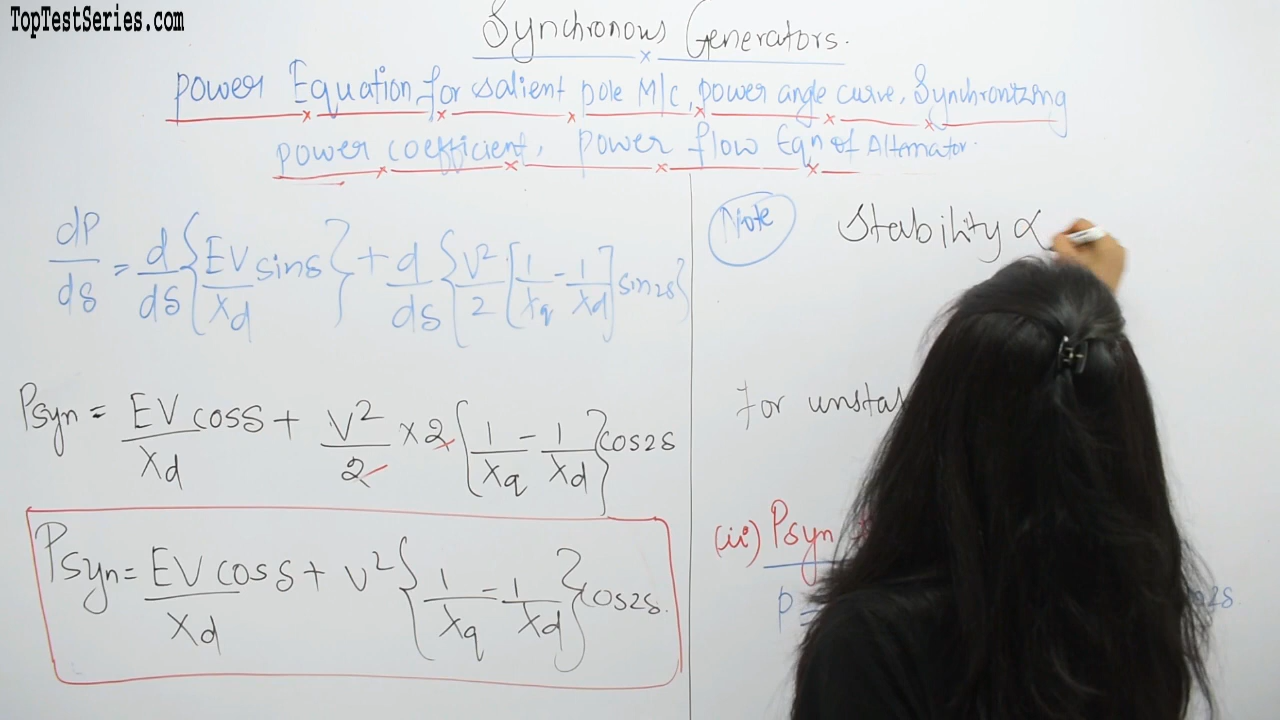 TopTestSeries.com
Synchronous Generators.
Power Equation, for salient pole M/c, power angle curve, Synchronizing
power coefficient, power flow Eqn of Alternator.
dP/dδ = d/dδ {EV/Xd sinδ} + d/dδ {V²/2 [1/Xq - 1/Xd] sin2δ}
Psyn = EV cosδ/Xd + V²/2 × 2 {1/Xq - 1/Xd} cos2δ
Psyn = EV cosδ/Xd + V² {1/Xq - 1/Xd} cos2δ.
Note
Stability ∝
For
(ii) Psyn
P =